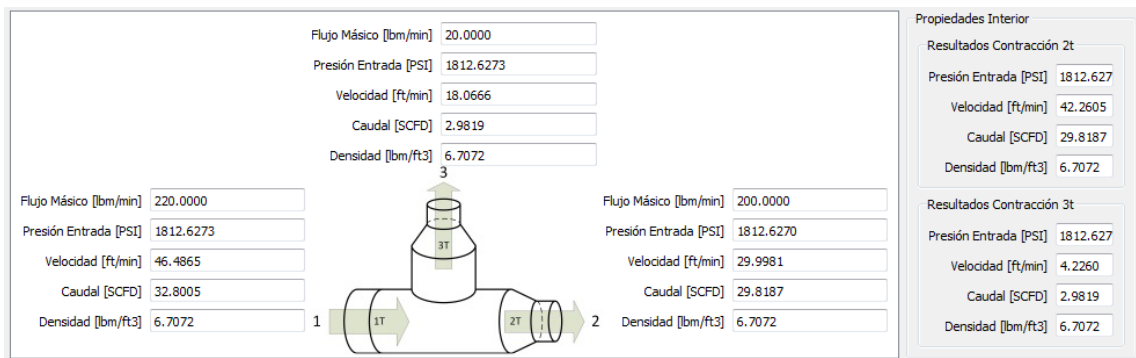 Flujo Másico [lbm/min] 20.0000
Presión Entrada [PSI] 1812.6273
Velocidad [ft/min] 18.0666
Caudal [SCFD] 2.9819
Densidad [lbm/ft3] 6.7072
3
3T
Flujo Másico [lbm/min] 220.0000
Presión Entrada [PSI] 1812.6273
Velocidad [ft/min] 46.4865
Caudal [SCFD] 32.8005
Densidad [lbm/ft3] 6.7072
1
1T
2T
2
Flujo Másico [lbm/min] 200.0000
Presión Entrada [PSI] 1812.6270
Velocidad [ft/min] 29.9981
Caudal [SCFD] 29.8187
Densidad [lbm/ft3] 6.7072
Propiedades Interior
Resultados Contracción 2t
Presión Entrada [PSI] 1812.627
Velocidad [ft/min] 42.2605
Caudal [SCFD] 29.8187
Densidad [lbm/ft3] 6.7072
Resultados Contracción 3t
Presión Entrada [PSI] 1812.627
Velocidad [ft/min] 4.2260
Caudal [SCFD] 2.9819
Densidad [lbm/ft3] 6.7072